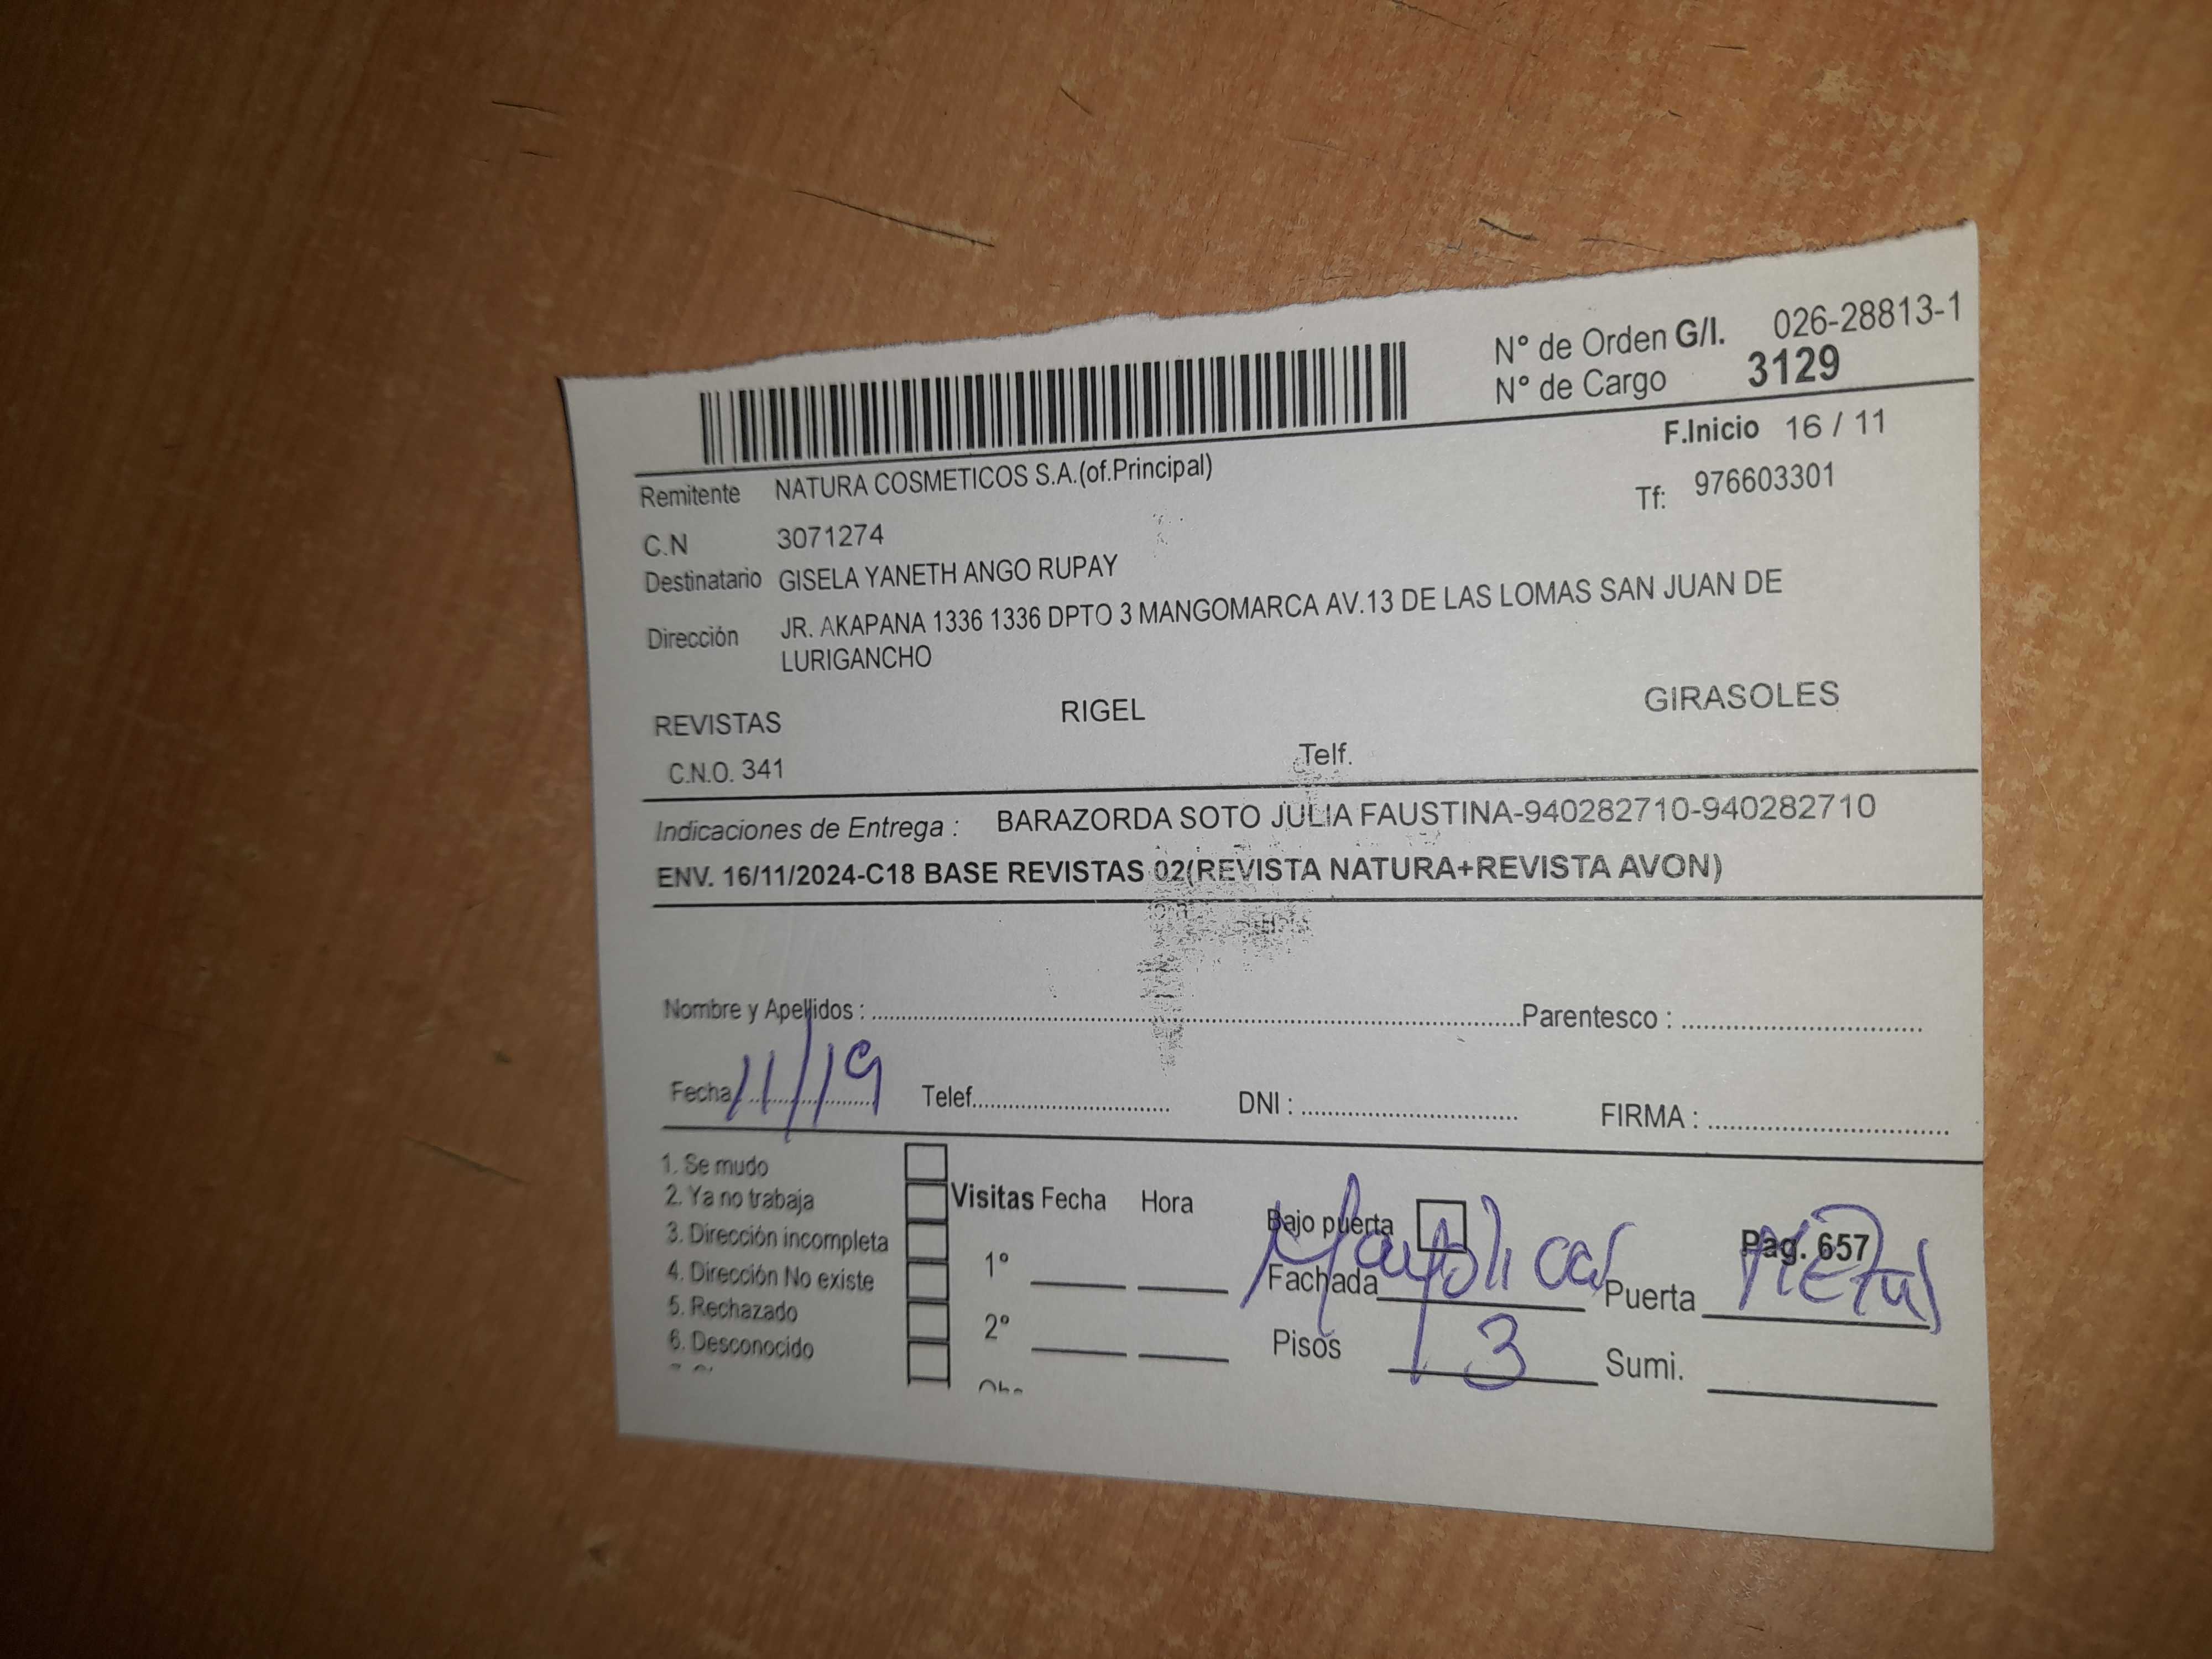 N° de Orden G/I. 026-28813-1
N° de Cargo 3129
F.Inicio 16 / 11
Remitente NATURA COSMETICOS S.A.(of.Principal)
Tf: 976603301
C.N 3071274
Destinatario GISELA YANETH ANGO RUPAY
Dirección JR. AKAPANA 1336 1336 DPTO 3 MANGOMARCA AV.13 DE LAS LOMAS SAN JUAN DE
LURIGANCHO
REVISTAS RIGEL GIRASOLES
C.N.O. 341 Telf.
Indicaciones de Entrega : BARAZORDA SOTO JULIA FAUSTINA-940282710-940282710
ENV. 16/11/2024-C18 BASE REVISTAS 02(REVISTA NATURA+REVISTA AVON)
Nombre y Apellidos : Parentesco :
Fecha 11/19 Telef. DNI : FIRMA :
1. Se mudo
2. Ya no trabaja
3. Dirección incompleta
4. Dirección No existe
5. Rechazado
6. Desconocido
Visitas Fecha Hora
1°
2°
Bajo puerta Pag. 657
Fachada Puerta Metal
Pisos 3 Sumi.